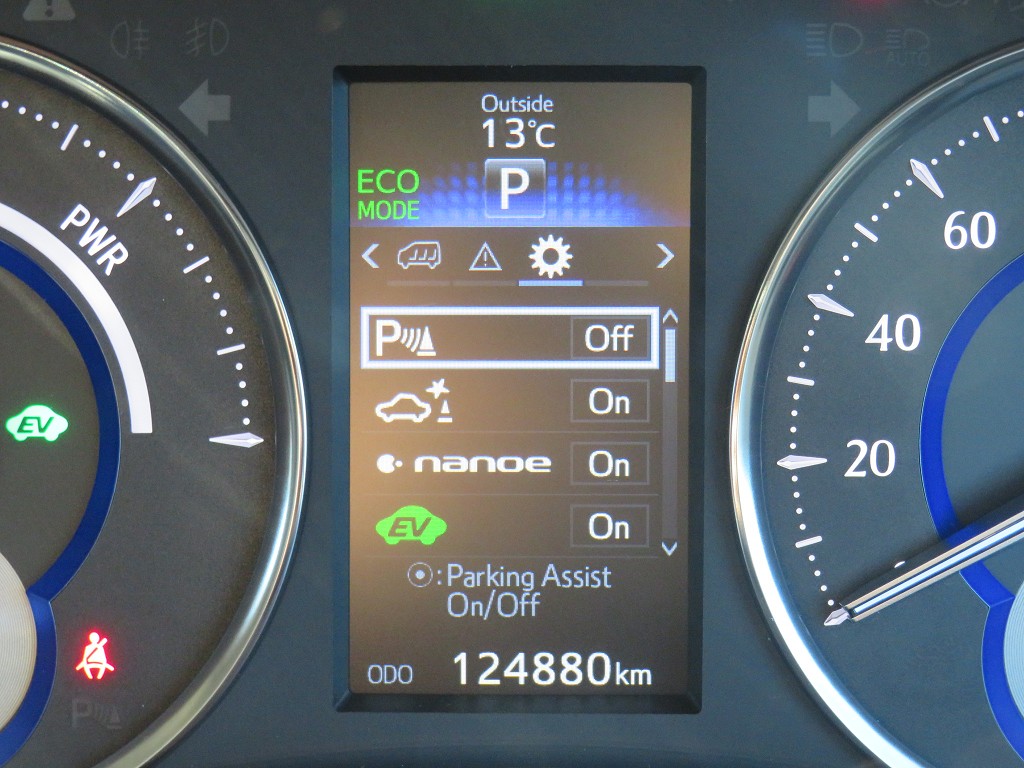 AUTO
Outside
13°C
ECO
MODE
P
PWR
60
P
Off
40
On
20
nanoe
On
EV
EV
On
: Parking Assist
On/Off
ODO
124880km
P